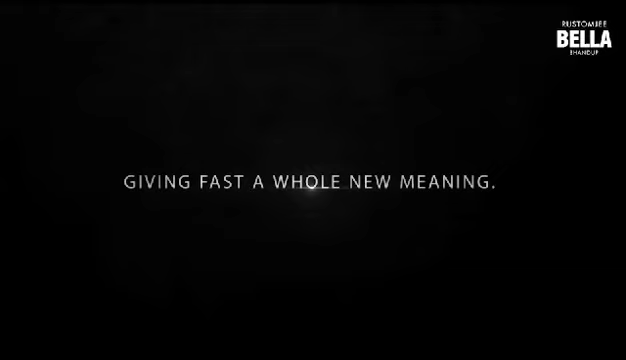 RUSTOMJEE
BELLA
BHANDUP
GIVING FAST A WHOLE NEW MEANING.